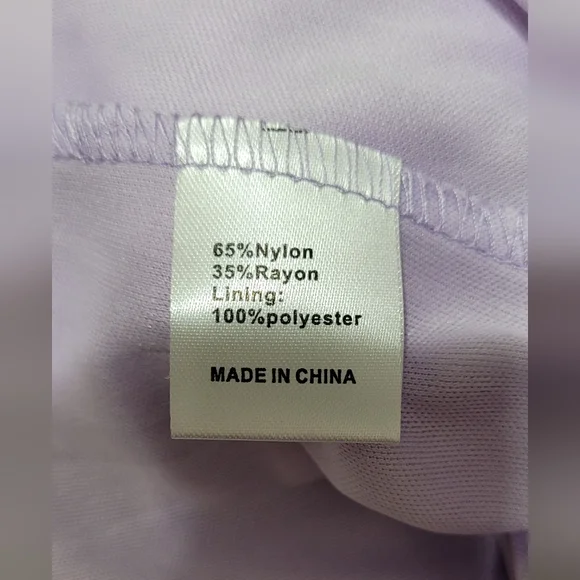 65%Nylon
35%Rayon
Lining:
100%polyester
MADE IN CHINA